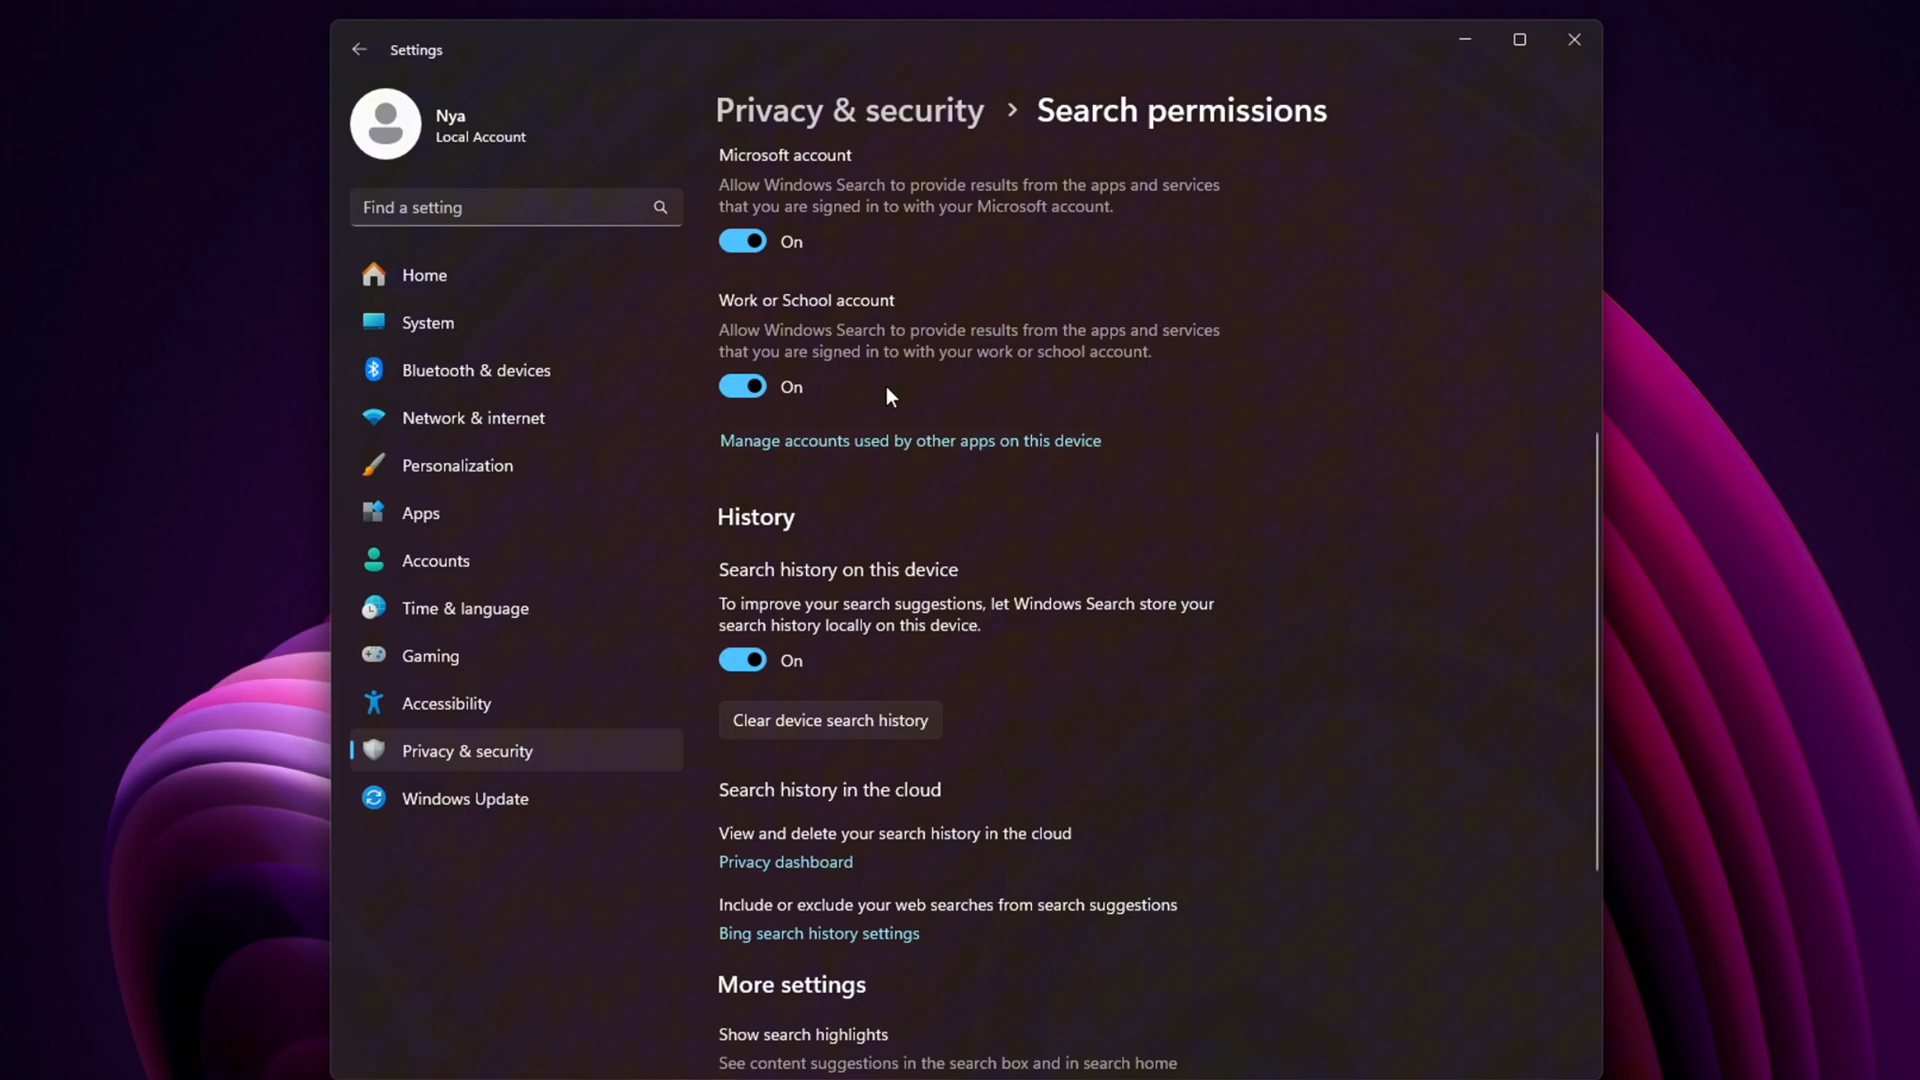 Settings
Nya
Local Account
Find a setting
Home
System
Bluetooth & devices
Network & internet
Personalization
Apps
Accounts
Time & language
Gaming
Accessibility
Privacy & security
Windows Update
Privacy & security > Search permissions
Microsoft account
Allow Windows Search to provide results from the apps and services
that you are signed in to with your Microsoft account.
On
Work or School account
Allow Windows Search to provide results from the apps and services
that you are signed in to with your work or school account.
On
Manage accounts used by other apps on this device
History
Search history on this device
To improve your search suggestions, let Windows Search store your
search history locally on this device.
On
Clear device search history
Search history in the cloud
View and delete your search history in the cloud
Privacy dashboard
Include or exclude your web searches from search suggestions
Bing search history settings
More settings
Show search highlights
See content suggestions in the search box and in search home